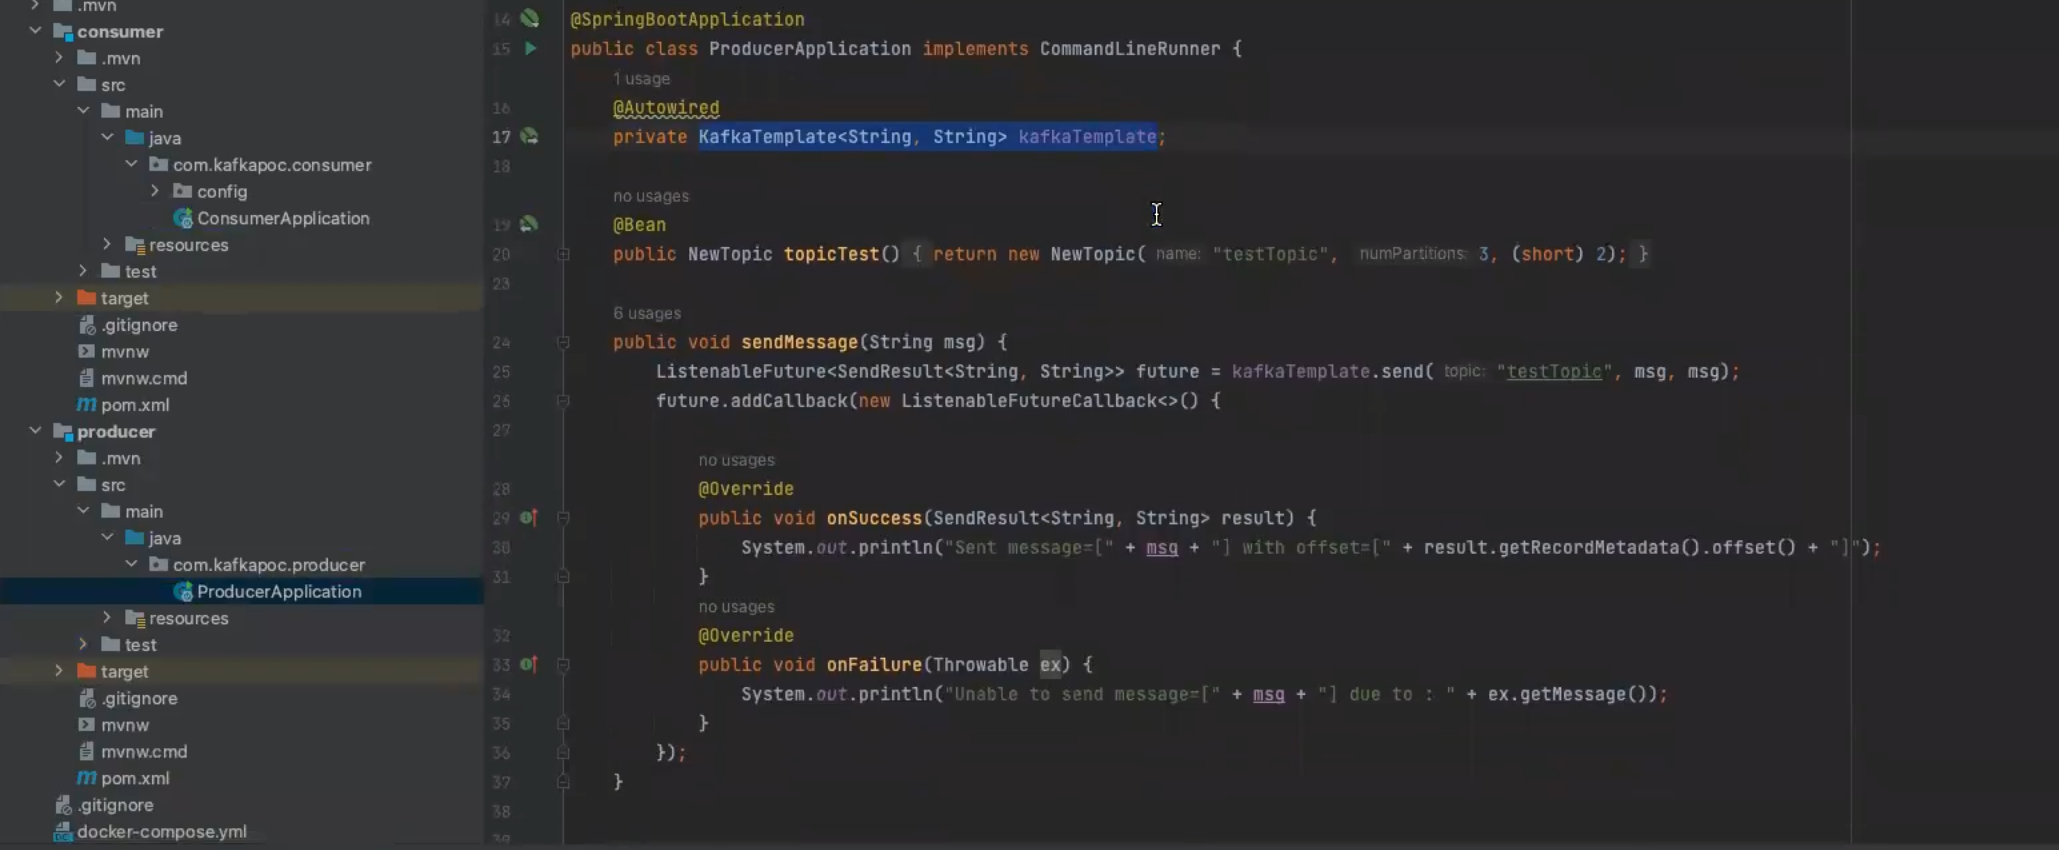 .mvn
consumer
.mvn
src
main
java
com.kafkapoc.consumer
config
ConsumerApplication
resources
test
target
.gitignore
mvnw
mvnw.cmd
pom.xml
producer
.mvn
src
main
java
com.kafkapoc.producer
ProducerApplication
resources
test
target
.gitignore
mvnw
mvnw.cmd
pom.xml
.gitignore
docker-compose.yml
14 @SpringBootApplication
15 public class ProducerApplication implements CommandLineRunner {
1 usage
16 @Autowired
17 private KafkaTemplate<String, String> kafkaTemplate;
18
no usages
19 @Bean
20 public NewTopic topicTest() { return new NewTopic( name: "testTopic", numPartitions: 3, (short) 2); }
23
6 usages
24 public void sendMessage(String msg) {
25 ListenableFuture<SendResult<String, String>> future = kafkaTemplate.send( topic: "testTopic", msg, msg);
26 future.addCallback(new ListenableFutureCallback<>() {
27
no usages
28 @Override
29 public void onSuccess(SendResult<String, String> result) {
30 System.out.println("Sent message=[" + msg + "] with offset=[" + result.getRecordMetadata().offset() + "]");
31 }
no usages
32 @Override
33 public void onFailure(Throwable ex) {
34 System.out.println("Unable to send message=[" + msg + "] due to : " + ex.getMessage());
35 }
36 });
37 }
38
39